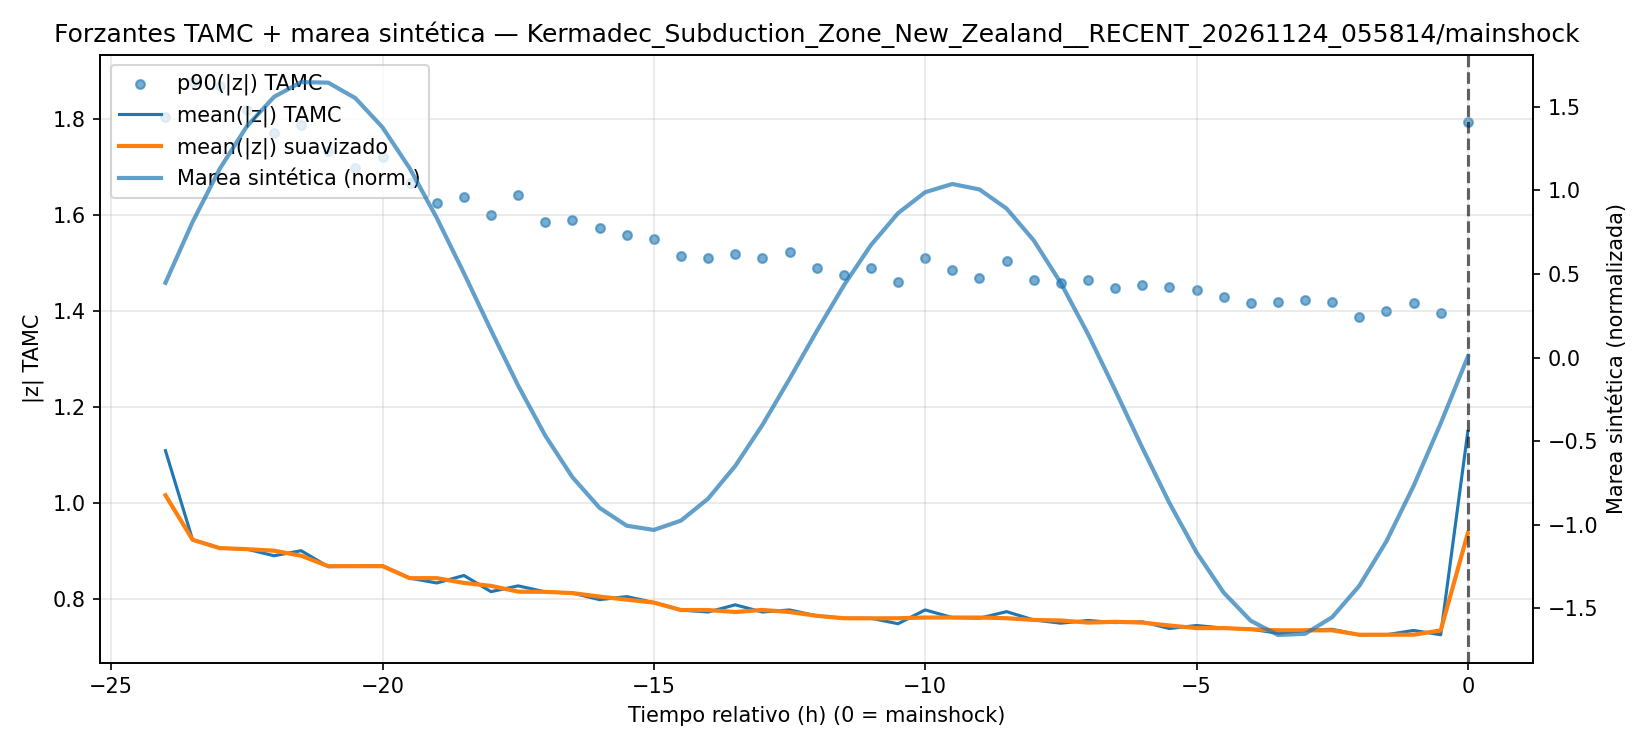 Forzantes TAMC + marea sintética — Kermadec_Subduction_Zone_New_Zealand__RECENT_20261124_055814/mainshock
p90(|z|) TAMC
mean(|z|) TAMC
mean(|z|) suavizado
Marea sintética (norm.)
|z| TAMC
1.8
1.6
1.4
1.2
1.0
0.8
1.5
1.0
0.5
0.0
−0.5
−1.0
−1.5
Marea sintética (normalizada)
−25 −20 −15 −10 −5 0
Tiempo relativo (h) (0 = mainshock)